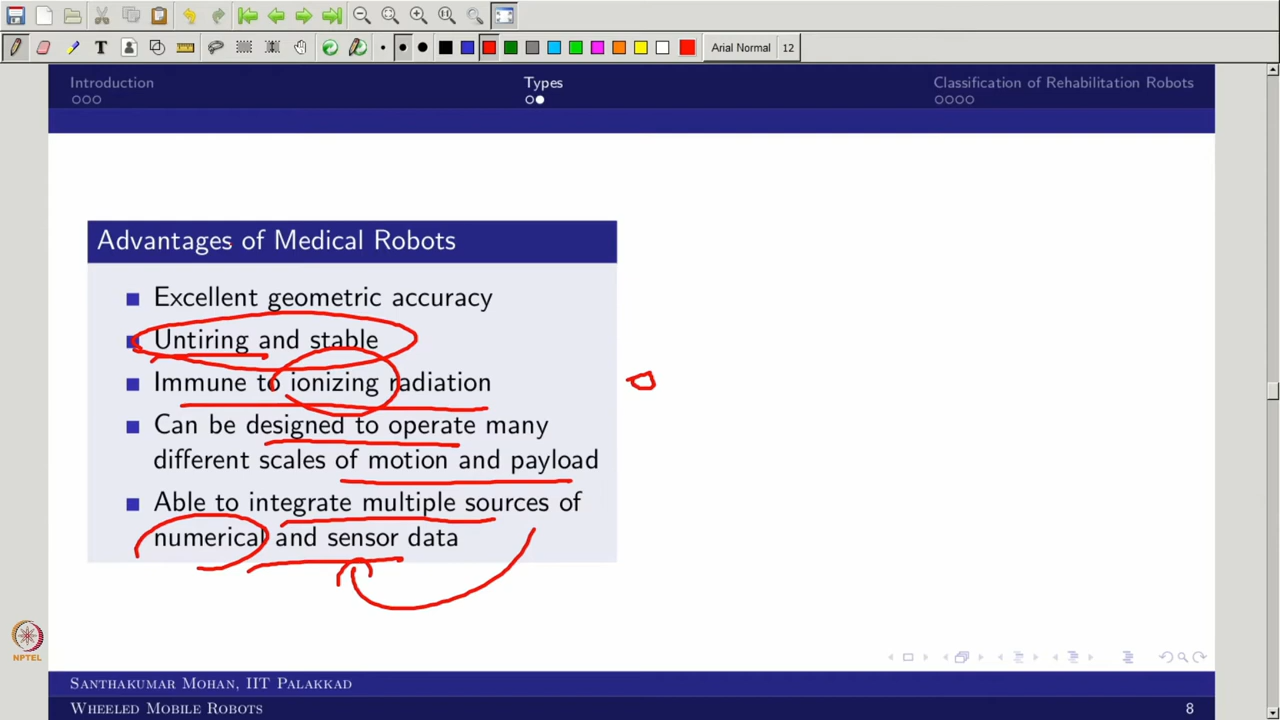 Arial Normal 12
Introduction Types Classification of Rehabilitation Robots
Advantages of Medical Robots
Excellent geometric accuracy
Untiring and stable
Immune to ionizing radiation
Can be designed to operate many
different scales of motion and payload
Able to integrate multiple sources of
numerical and sensor data
NPTEL
Santhakumar Mohan, IIT Palakkad
Wheeled Mobile Robots 8